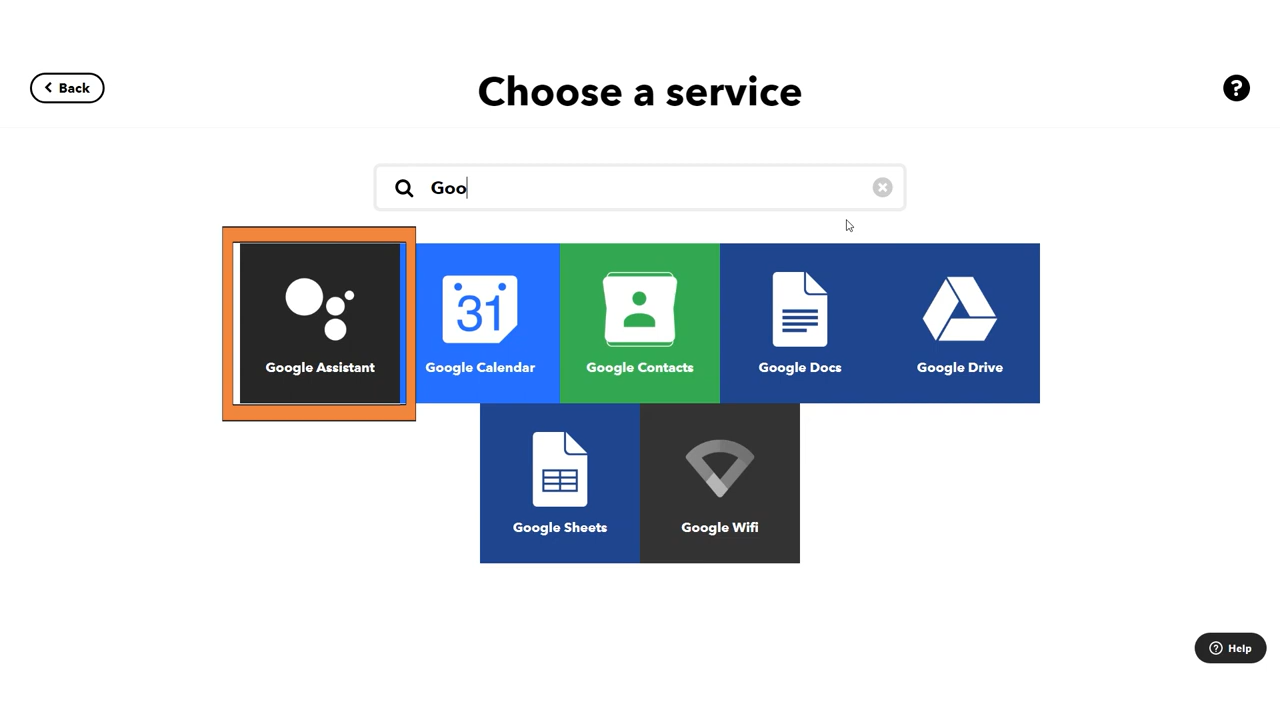 Back
Choose a service
?
Goo
Google Assistant
31
Google Calendar
Google Contacts
Google Docs
Google Drive
Google Sheets
Google Wifi
? Help